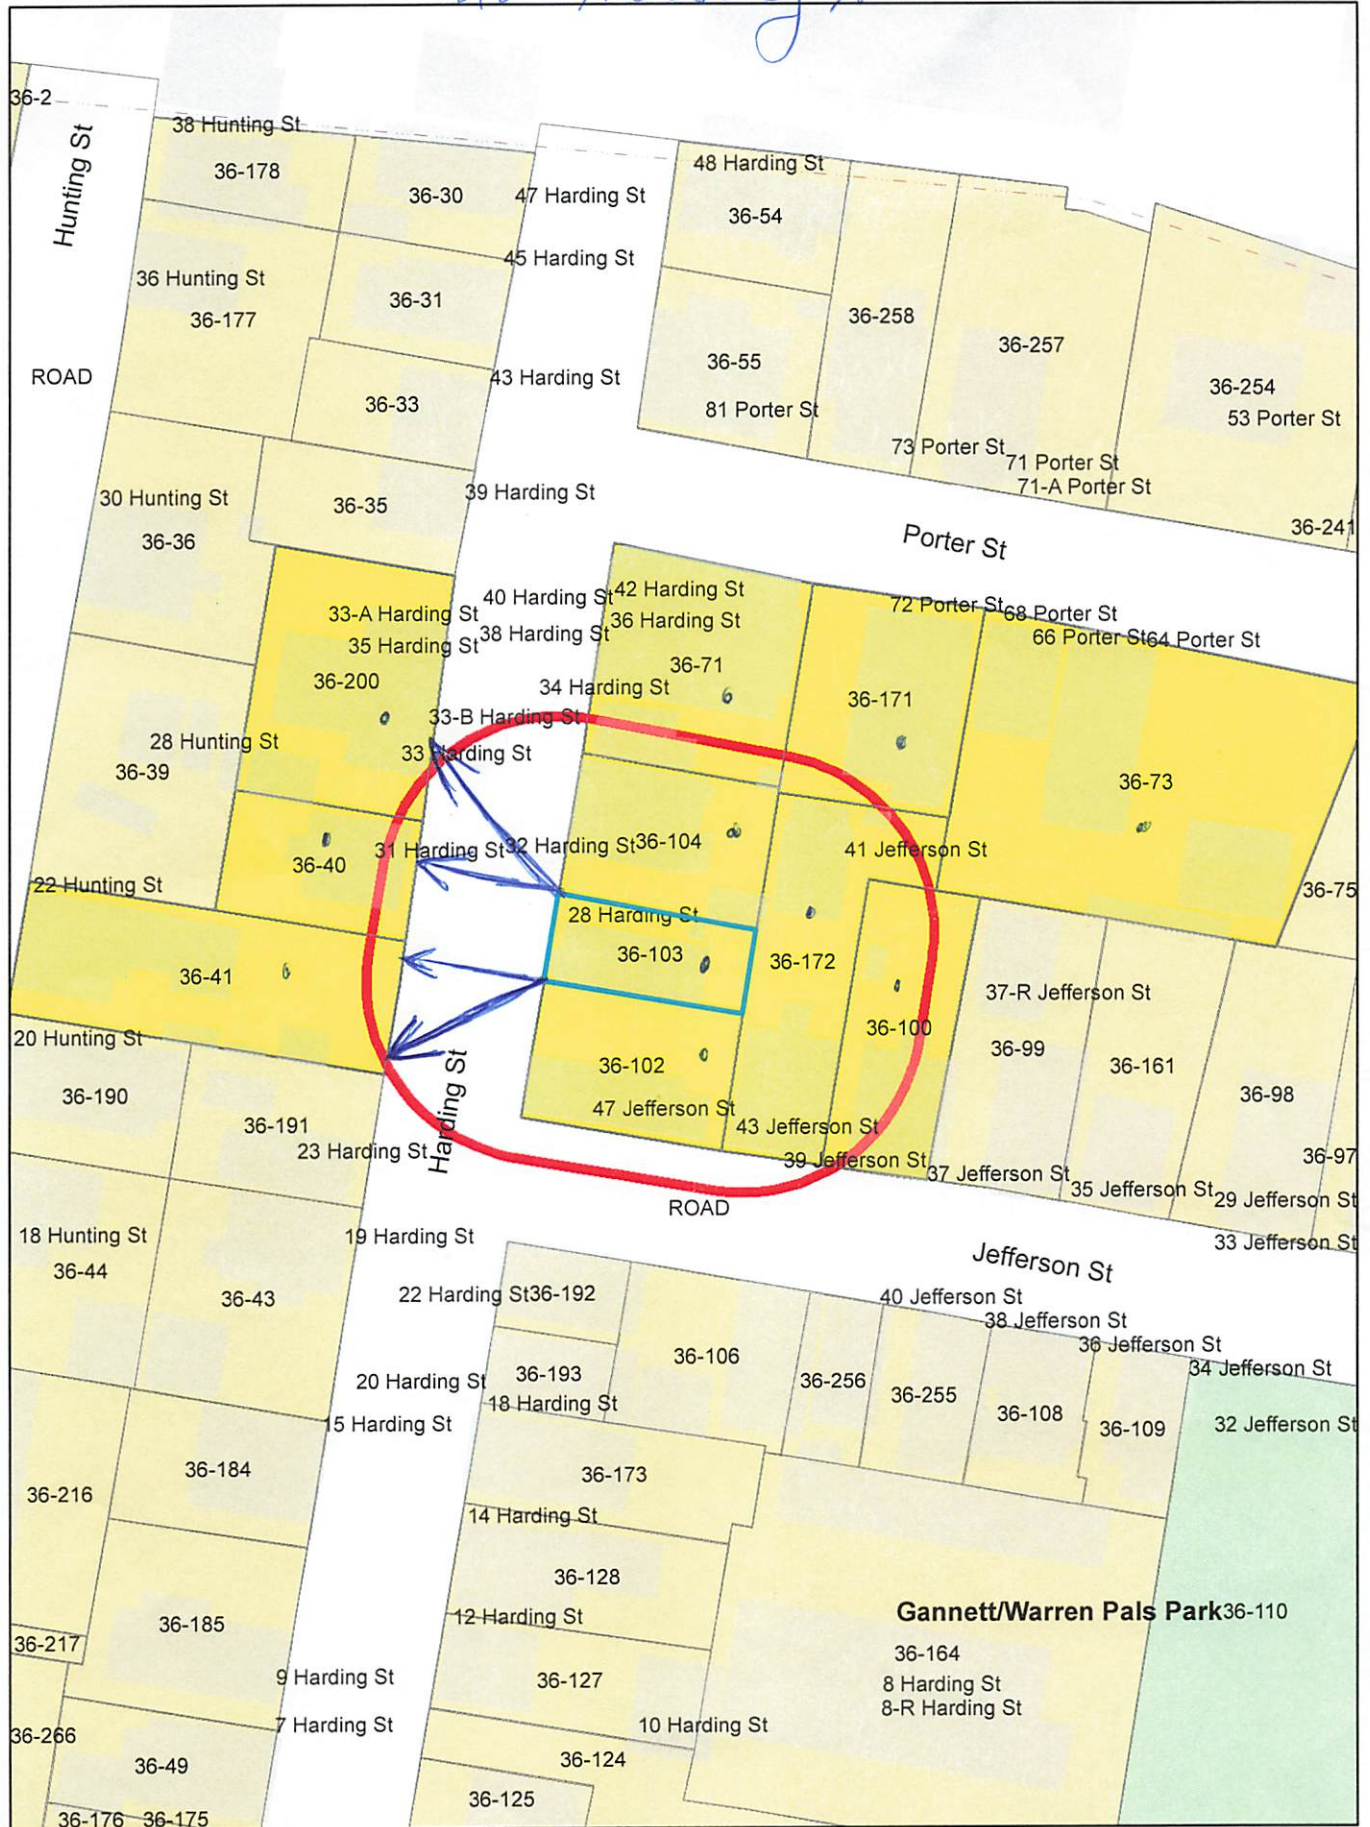 36-2
38 Hunting St
36-178
36-30
47 Harding St
48 Harding St
36-54
Hunting St
45 Harding St
36 Hunting St
36-177
36-31
36-258
36-257
36-55
ROAD
43 Harding St
36-33
81 Porter St
36-254
53 Porter St
73 Porter St
71 Porter St
71-A Porter St
30 Hunting St
36-35
39 Harding St
36-36
36-241
Porter St
33-A Harding St
40 Harding St
42 Harding St
72 Porter St
68 Porter St
35 Harding St
38 Harding St
36 Harding St
66 Porter St
64 Porter St
36-200
36-71
34 Harding St
36-171
33-B Harding St
28 Hunting St
33 Harding St
36-39
36-73
36-40
31 Harding St
32 Harding St
36-104
41 Jefferson St
22 Hunting St
36-75
28 Harding St
36-103
36-172
36-41
37-R Jefferson St
36-100
20 Hunting St
36-99
36-102
36-161
36-190
36-98
47 Jefferson St
36-191
43 Jefferson St
Harding St
23 Harding St
39 Jefferson St
36-97
37 Jefferson St
35 Jefferson St
29 Jefferson St
ROAD
18 Hunting St
19 Harding St
33 Jefferson St
36-44
Jefferson St
36-43
22 Harding St
36-192
40 Jefferson St
38 Jefferson St
36 Jefferson St
36-106
34 Jefferson St
20 Harding St
36-193
36-256
36-255
18 Harding St
36-108
36-109
32 Jefferson St
15 Harding St
36-184
36-173
36-216
14 Harding St
36-128
12 Harding St
Gannett/Warren Pals Park
36-110
36-185
36-217
36-164
9 Harding St
36-127
8 Harding St
8-R Harding St
7 Harding St
10 Harding St
36-266
36-49
36-124
36-125
36-176
36-175